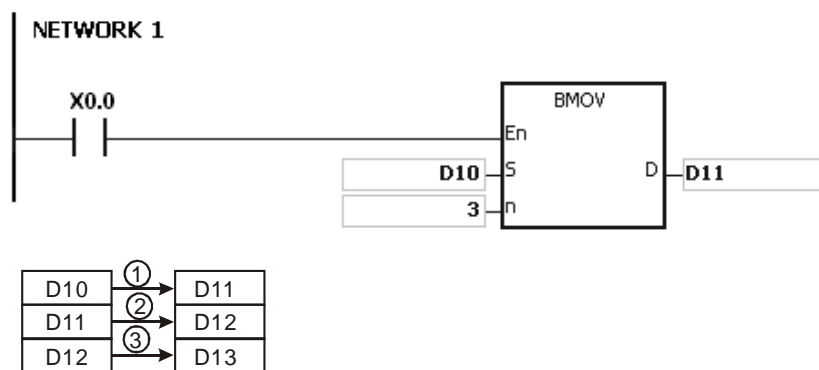 NETWORK 1
X0.0
BMOV
En
D10 S D D11
3 n
D10 ① D11
D11 ② D12
D12 ③ D13